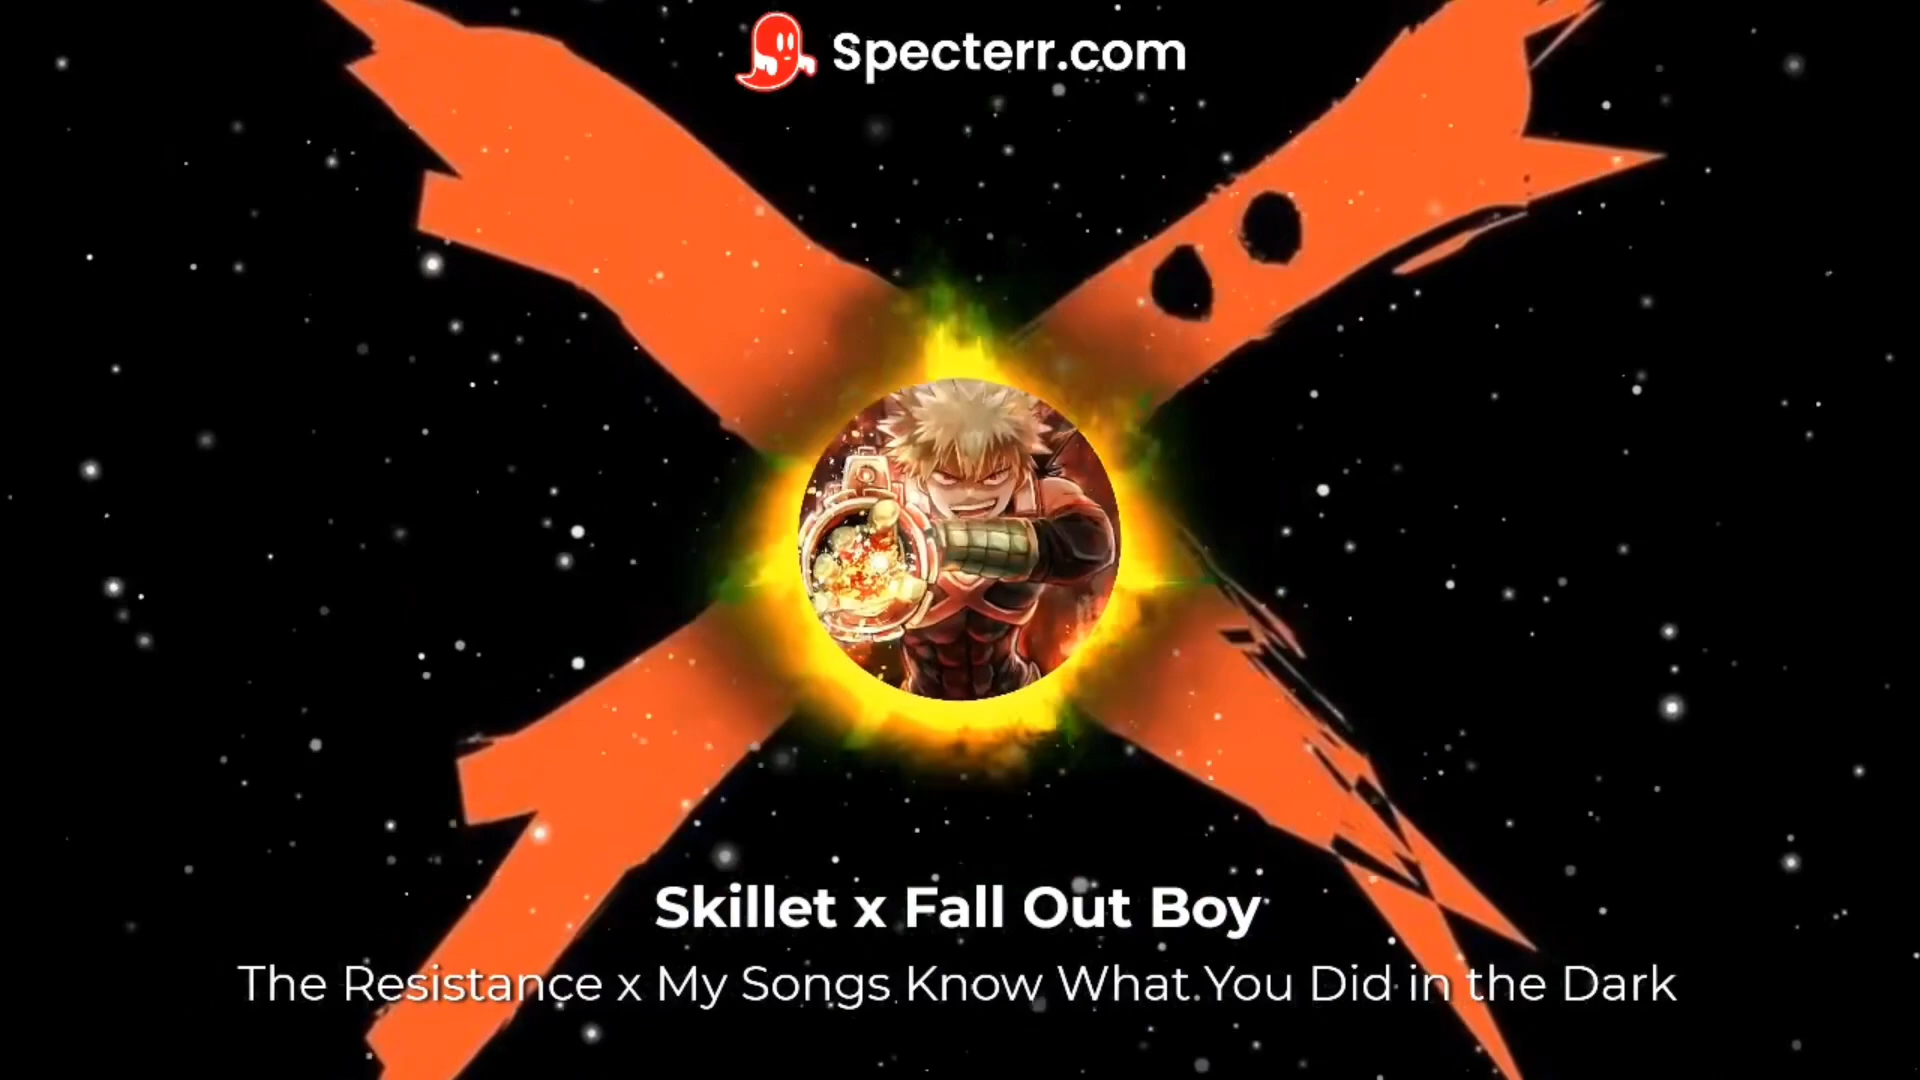 Specterr.com
Skillet x Fall Out Boy
The Resistance x My Songs Know What You Did in the Dark